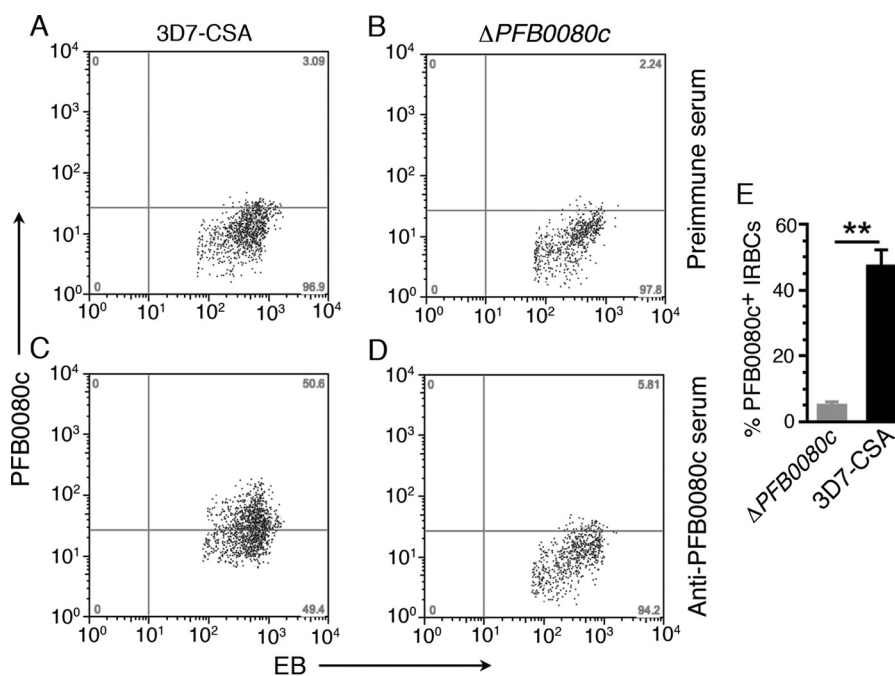 A
3D7-CSA
B
ΔPFB0080c
10⁴
10³
10²
10¹
10⁰
0
3.09
0
96.9
10⁰ 10¹ 10² 10³ 10⁴
10⁴
10³
10²
10¹
10⁰
0
2.24
0
97.8
10⁰ 10¹ 10² 10³ 10⁴
Preimmune serum
C
10⁴
10³
10²
10¹
10⁰
0
50.6
0
49.4
10⁰ 10¹ 10² 10³ 10⁴
D
10⁴
10³
10²
10¹
10⁰
0
5.81
0
94.2
10⁰ 10¹ 10² 10³ 10⁴
Anti-PFB0080c serum
PFB0080c
EB
E
% PFB0080c⁺ IRBCs
60
40
20
0
**
ΔPFB0080c
3D7-CSA